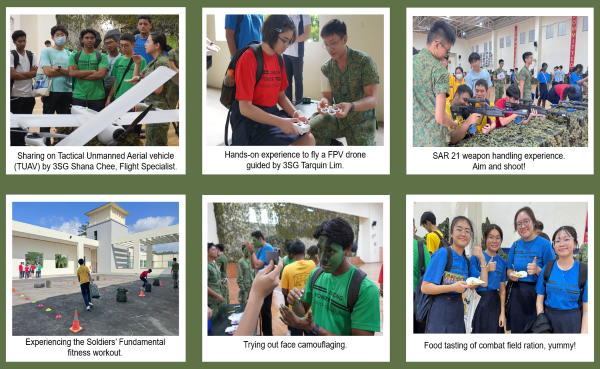 Sharing on Tactical Unmanned Aerial vehicle
(TUAV) by 3SG Shana Chee, Flight Specialist.
Hands-on experience to fly a FPV drone
guided by 3SG Tarquin Lim.
SAR 21 weapon handling experience.
Aim and shoot!
Experiencing the Soldiers' Fundamental
fitness workout.
Trying out face camouflaging.
Food tasting of combat field ration, yummy!